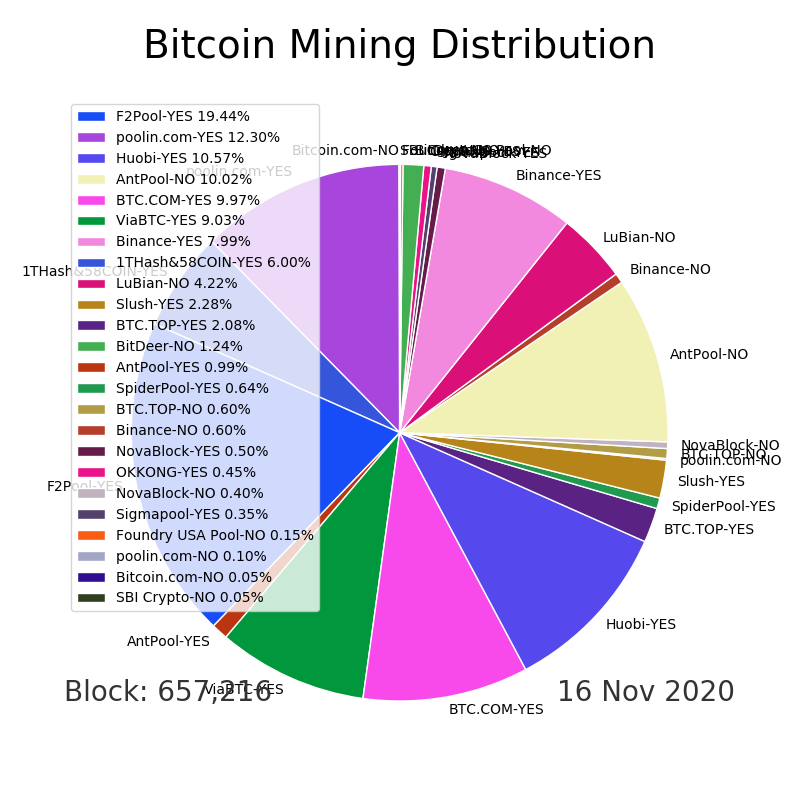 Bitcoin Mining Distribution
F2Pool-YES 19.44%
poolin.com-YES 12.30%
Huobi-YES 10.57%
AntPool-NO 10.02%
BTC.COM-YES 9.97%
ViaBTC-YES 9.03%
Binance-YES 7.99%
1THash&58COIN-YES 6.00%
LuBian-NO 4.22%
Slush-YES 2.28%
BTC.TOP-YES 2.08%
BitDeer-NO 1.24%
AntPool-YES 0.99%
SpiderPool-YES 0.64%
BTC.TOP-NO 0.60%
Binance-NO 0.60%
NovaBlock-YES 0.50%
OKKONG-YES 0.45%
NovaBlock-NO 0.40%
Sigmapool-YES 0.35%
Foundry USA Pool-NO 0.15%
poolin.com-NO 0.10%
Bitcoin.com-NO 0.05%
SBI Crypto-NO 0.05%
Bitcoin.com-NO
Binance-YES
LuBian-NO
Binance-NO
AntPool-NO
NovaBlock-NO
BTC.TOP-NO
poolin.com-NO
Slush-YES
SpiderPool-YES
BTC.TOP-YES
Huobi-YES
BTC.COM-YES
ViaBTC-YES
AntPool-YES
F2Pool-YES
1THash&58COIN-YES
poolin.com-YES
Block: 657,216
16 Nov 2020